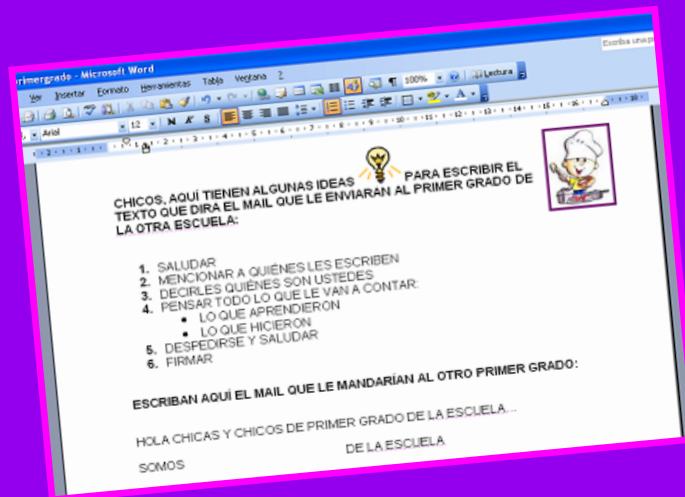 rimergrado - Microsoft Word
Escriba una p
Ver Insertar Formato Herramientas Tabla Ventana ?
100% Lectura
Arial 12 N K S
CHICOS, AQUÍ TIENEN ALGUNAS IDEAS PARA ESCRIBIR EL
TEXTO QUE DIRA EL MAIL QUE LE ENVIARAN AL PRIMER GRADO DE
LA OTRA ESCUELA:
1. SALUDAR
2. MENCIONAR A QUIÉNES LES ESCRIBEN
3. DECIRLES QUIÉNES SON USTEDES
4. PENSAR TODO LO QUE LE VAN A CONTAR:
• LO QUE APRENDIERON
• LO QUE HICIERON
5. DESPEDIRSE Y SALUDAR
6. FIRMAR
ESCRIBAN AQUÍ EL MAIL QUE LE MANDARÍAN AL OTRO PRIMER GRADO:
HOLA CHICAS Y CHICOS DE PRIMER GRADO DE LA ESCUELA...
SOMOS DE LA ESCUELA